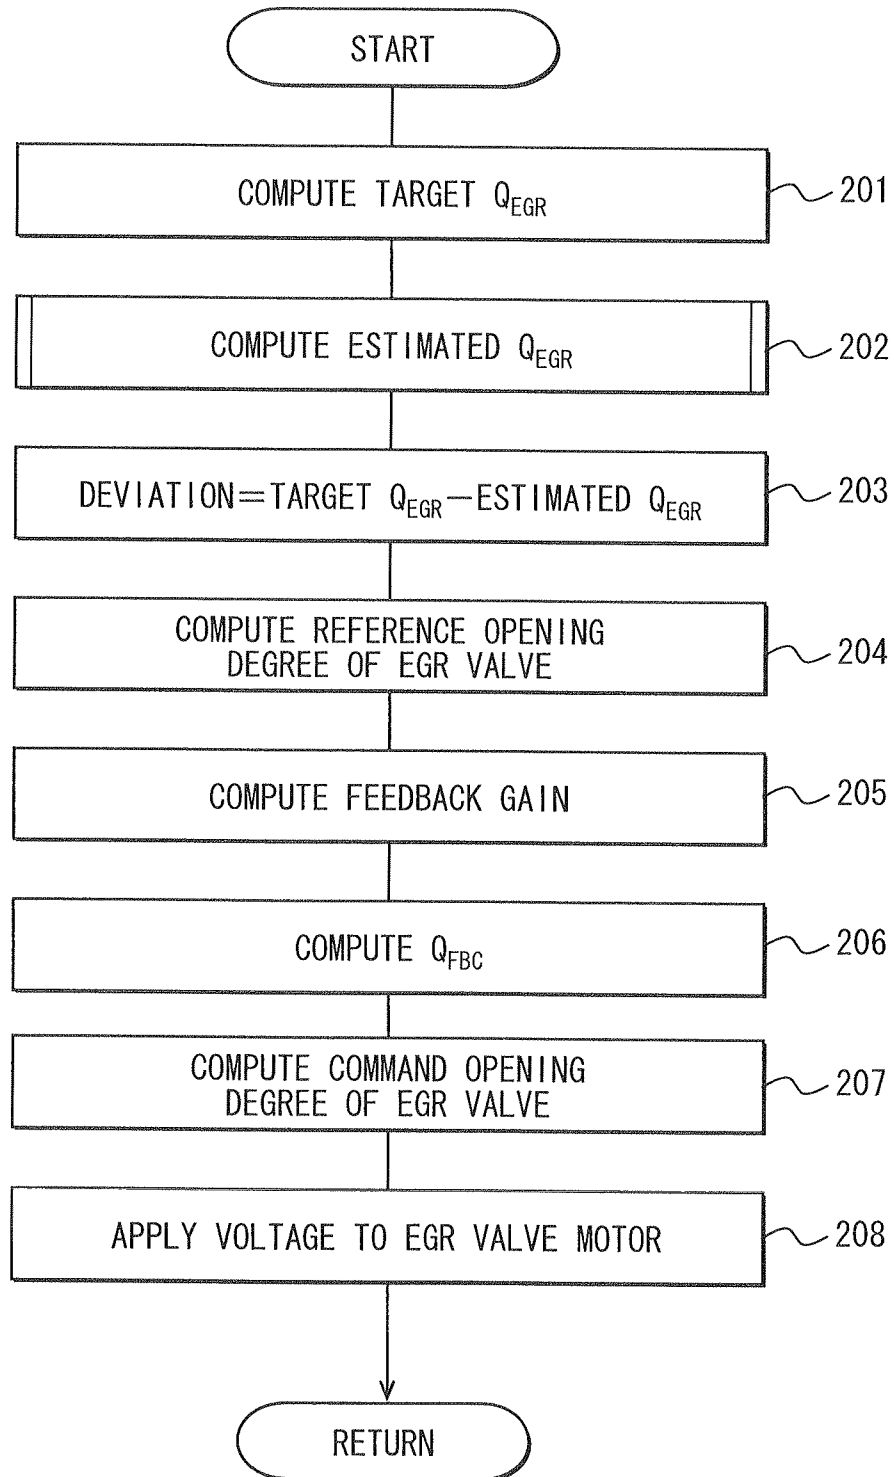 START
COMPUTE TARGET Q_EGR
201
COMPUTE ESTIMATED Q_EGR
202
DEVIATION=TARGET Q_EGR−ESTIMATED Q_EGR
203
COMPUTE REFERENCE OPENING
DEGREE OF EGR VALVE
204
COMPUTE FEEDBACK GAIN
205
COMPUTE Q_FBC
206
COMPUTE COMMAND OPENING
DEGREE OF EGR VALVE
207
APPLY VOLTAGE TO EGR VALVE MOTOR
208
RETURN